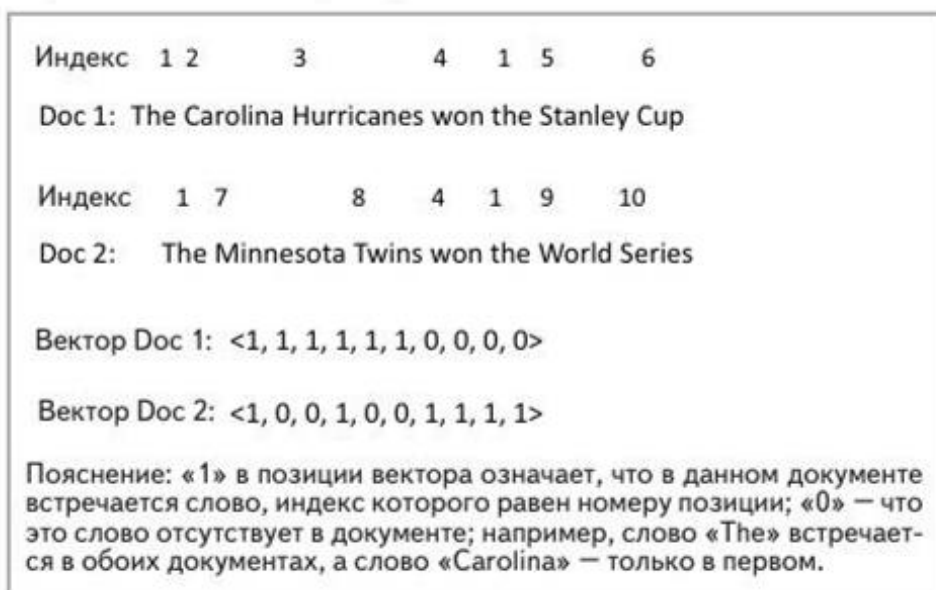 Индекс 1 2 3 4 1 5 6
Doc 1: The Carolina Hurricanes won the Stanley Cup
Индекс 1 7 8 4 1 9 10
Doc 2: The Minnesota Twins won the World Series
Вектор Doc 1: <1, 1, 1, 1, 1, 1, 0, 0, 0, 0>
Вектор Doc 2: <1, 0, 0, 1, 0, 0, 1, 1, 1, 1>
Пояснение: «1» в позиции вектора означает, что в данном документе
встречается слово, индекс которого равен номеру позиции; «0» — что
это слово отсутствует в документе; например, слово «The» встречает-
ся в обоих документах, а слово «Carolina» — только в первом.